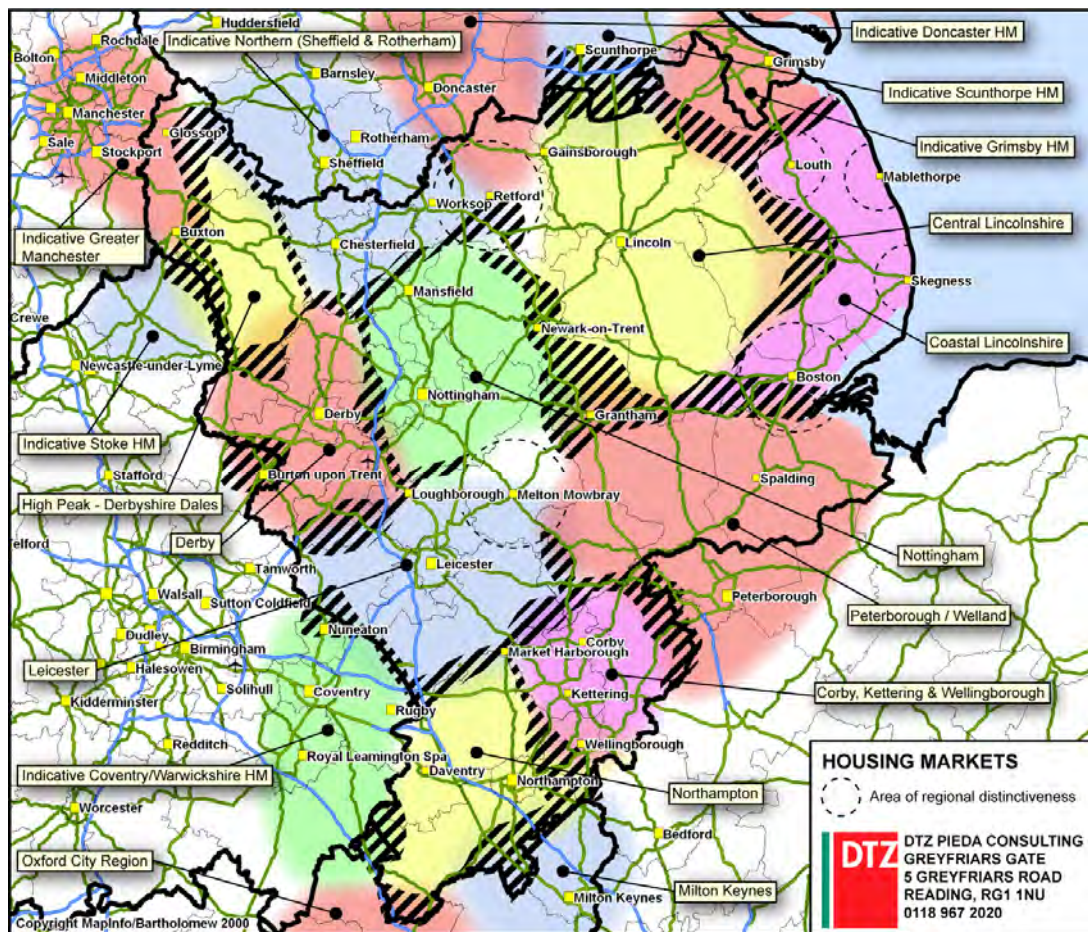 Huddersfield
Indicative Northern (Sheffield & Rotherham)
Rochdale
Bolton
Middleton
Manchester
Sale
Stockport
Glossop
Barnsley
Doncaster
Scunthorpe
Grimsby
Indicative Doncaster HM
Indicative Scunthorpe HM
Indicative Grimsby HM
Rotherham
Sheffield
Gainsborough
Louth
Mablethorpe
Retford
Worksop
Indicative Greater
Manchester
Buxton
Chesterfield
Lincoln
Central Lincolnshire
Skegness
Mansfield
Crewe
Newark-on-Trent
Coastal Lincolnshire
Newcastle-under-Lyme
Boston
Nottingham
Derby
Grantham
Indicative Stoke HM
Stafford
Burton upon Trent
Spalding
High Peak - Derbyshire Dales
Loughborough
Melton Mowbray
Derby
Nottingham
Telford
Tamworth
Leicester
Walsall
Sutton Coldfield
Peterborough
Peterborough / Welland
Nuneaton
Dudley
Birmingham
Corby
Market Harborough
Leicester
Halesowen
Solihull
Coventry
Kettering
Corby, Kettering & Wellingborough
Kidderminster
Rugby
Redditch
Royal Leamington Spa
Wellingborough
Indicative Coventry/Warwickshire HM
Daventry
Northampton
Northampton
Worcester
Bedford
Oxford City Region
Milton Keynes
Milton Keynes
Copyright MapInfo/Bartholomew 2000
HOUSING MARKETS
Area of regional distinctiveness
DTZ
DTZ PIEDA CONSULTING
GREYFRIARS GATE
5 GREYFRIARS ROAD
READING, RG1 1NU
0118 967 2020